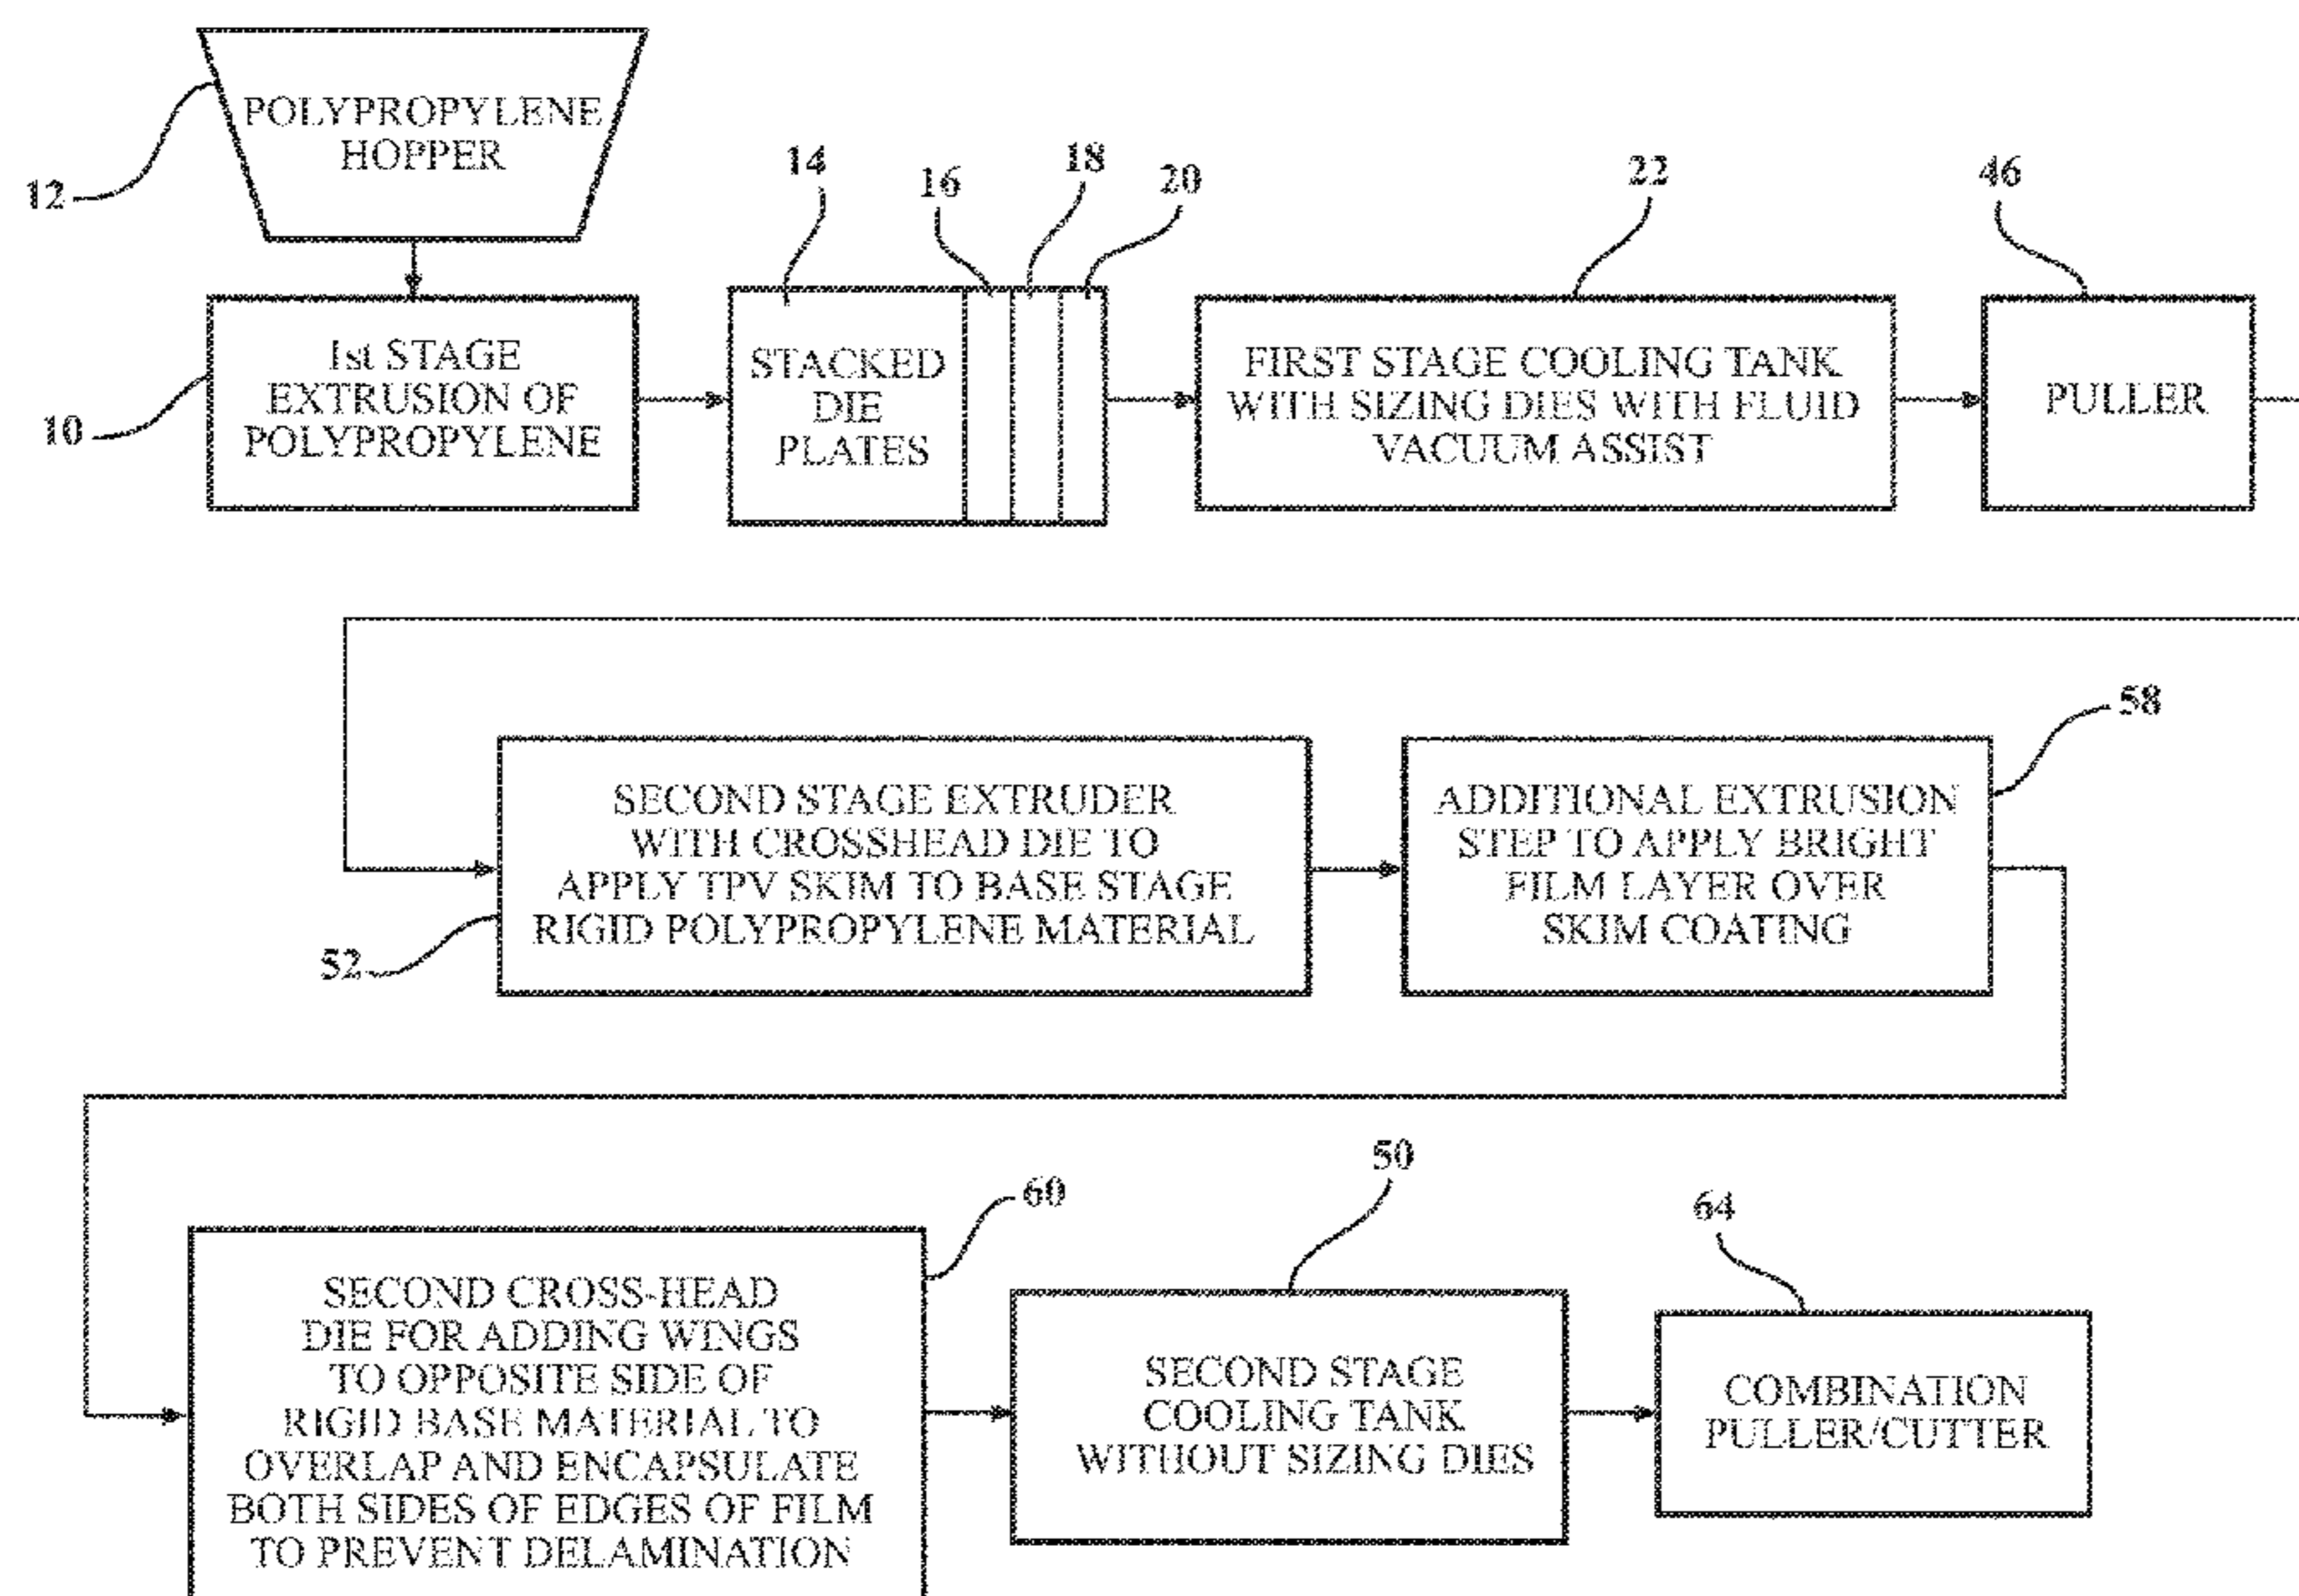 POLYPROPYLENE
HOPPER
12
14
16
18
20
22
46
1st STAGE
EXTRUSION OF
POLYPROPYLENE
10
STACKED
DIE
PLATES
FIRST STAGE COOLING TANK
WITH SIZING DIES WITH FLUID
VACUUM ASSIST
PULLER
58
SECOND STAGE EXTRUDER
WITH CROSSHEAD DIE TO
APPLY TPV SKIM TO BASE STAGE
RIGID POLYPROPYLENE MATERIAL
52
ADDITIONAL EXTRUSION
STEP TO APPLY BRIGHT
FILM LAYER OVER
SKIM COATING
60
50
64
SECOND CROSS-HEAD
DIE FOR ADDING WINGS
TO OPPOSITE SIDE OF
RIGID BASE MATERIAL TO
OVERLAP AND ENCAPSULATE
BOTH SIDES OF EDGES OF FILM
TO PREVENT DELAMINATION
SECOND STAGE
COOLING TANK
WITHOUT SIZING DIES
COMBINATION
PULLER/CUTTER